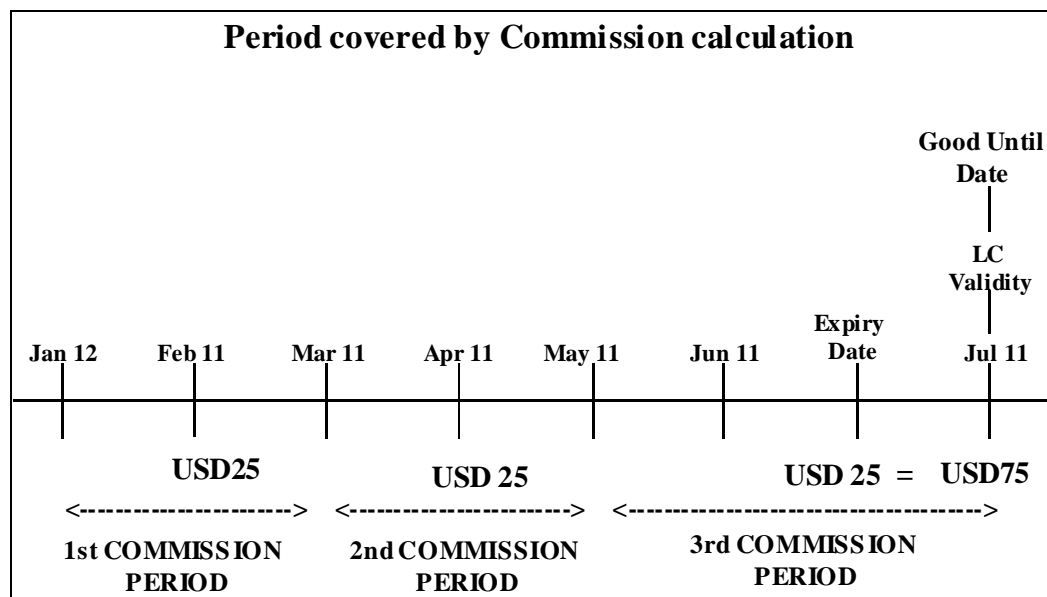 Period covered by Commission calculation
Good Until
Date
LC
Validity
Expiry
Date
Jan 12 Feb 11 Mar 11 Apr 11 May 11 Jun 11 Jul 11
USD25 USD 25 USD 25 = USD75
<------------------------> <------------------------> <------------------------------------------>
1st COMMISSION
PERIOD
2nd COMMISSION
PERIOD
3rd COMMISSION
PERIOD